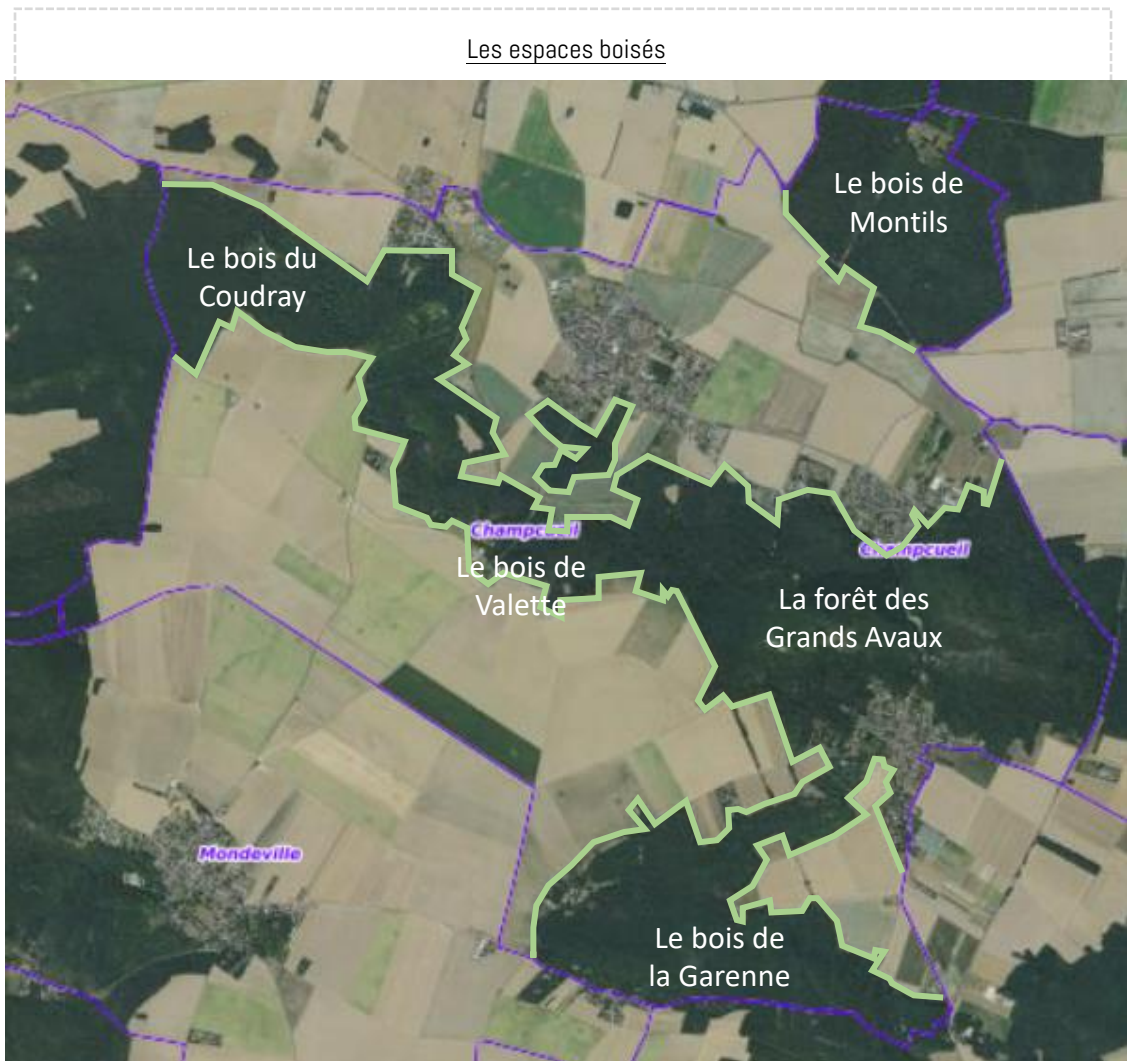 Les espaces boisés
Le bois de
Montils
Le bois du
Coudray
Champcueil
Champcueil
Le bois de
Valette
La forêt des
Grands Avaux
Mondeville
Le bois de
la Garenne